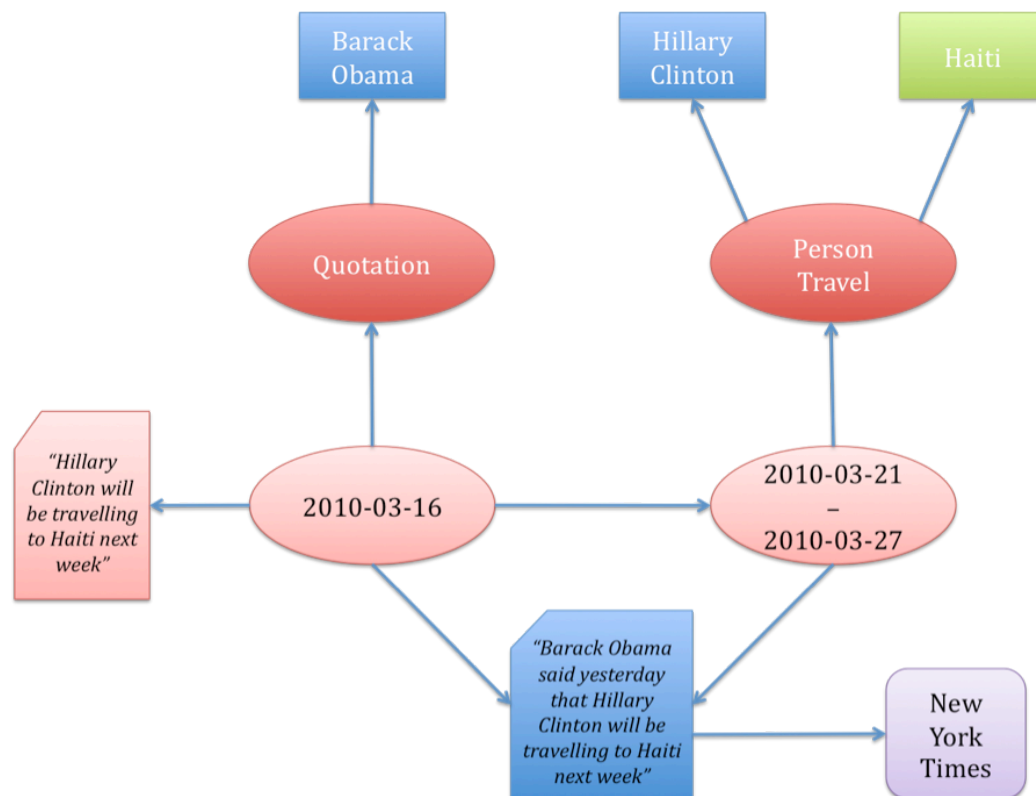 Barack
Obama
Hillary
Clinton
Haiti
Quotation
Person
Travel
“Hillary
Clinton will
be travelling
to Haiti next
week”
2010-03-16
2010-03-21
–
2010-03-27
“Barack Obama
said yesterday
that Hillary
Clinton will be
travelling to Haiti
next week”
New
York
Times